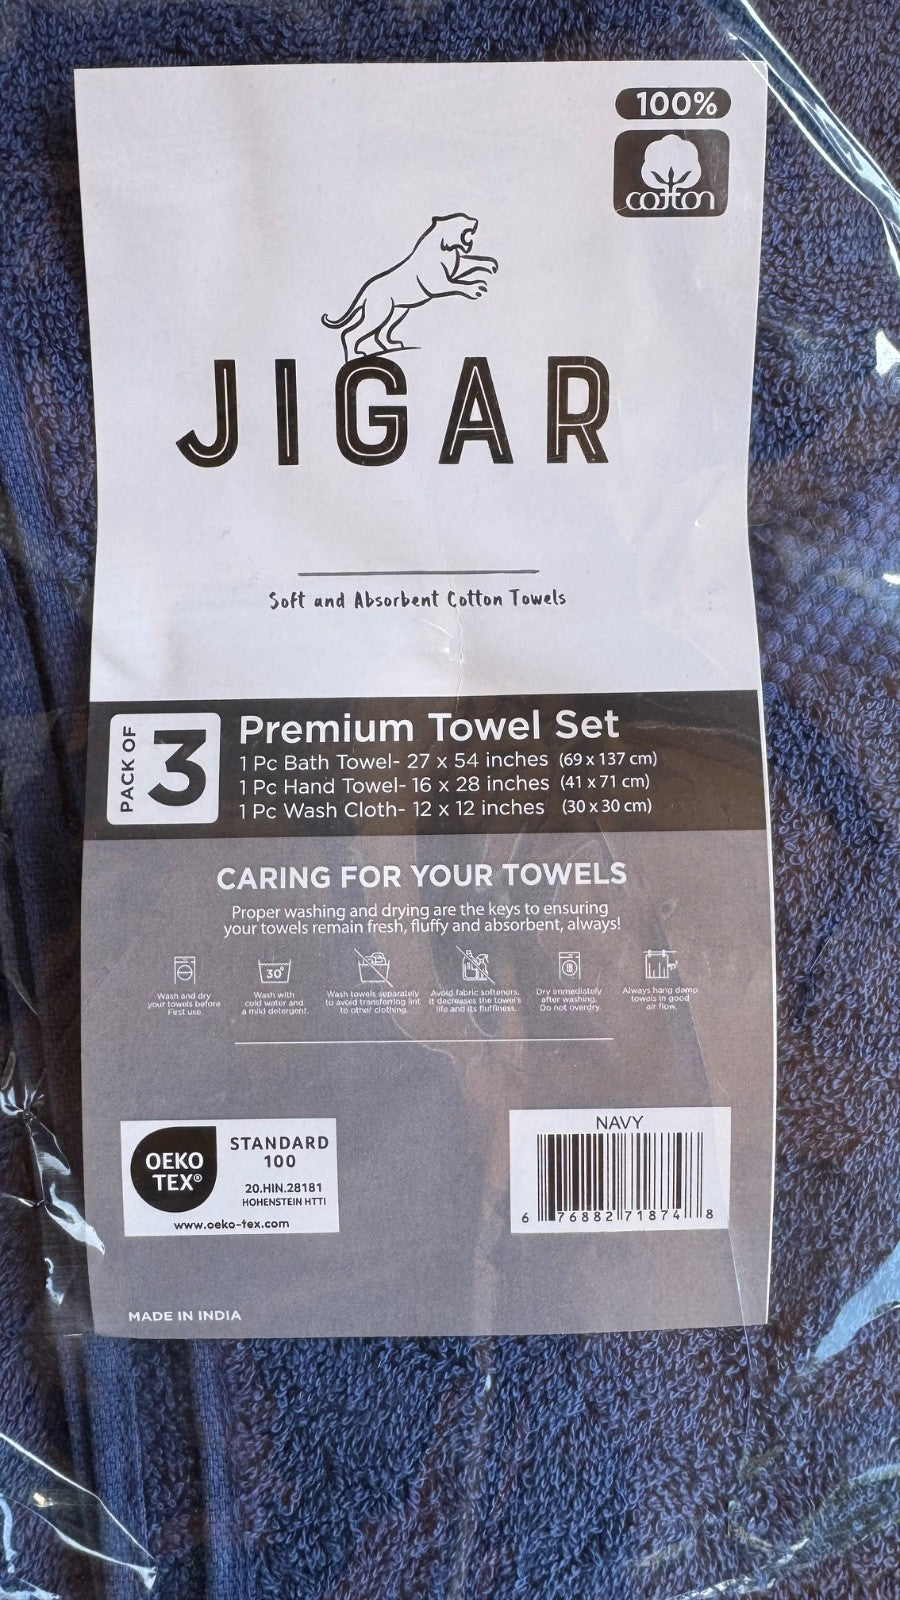 100%
cotton
JIGAR
Soft and Absorbent Cotton Towels
PACK OF
3
Premium Towel Set
1 Pc Bath Towel- 27 x 54 inches (69 x 137 cm)
1 Pc Hand Towel- 16 x 28 inches (41 x 71 cm)
1 Pc Wash Cloth- 12 x 12 inches (30 x 30 cm)
CARING FOR YOUR TOWELS
Proper washing and drying are the keys to ensuring
your towels remain fresh, fluffy and absorbent, always!
30°
Wash and dry
your towels before
First use.
Wash with
cold water and
a mild detergent.
Wash towels separately
to avoid transferring lint
to other clothing.
Avoid fabric softeners.
it decreases the towel's
life and its fluffiness.
Dry immediately
after washing.
Do not overdry.
Always hang damp
towels in good
air flow.
OEKO
TEX®
STANDARD
100
20.HIN.28181
HOHENSTEIN HTTI
www.oeko-tex.com
NAVY
6 76882 71874 8
MADE IN INDIA